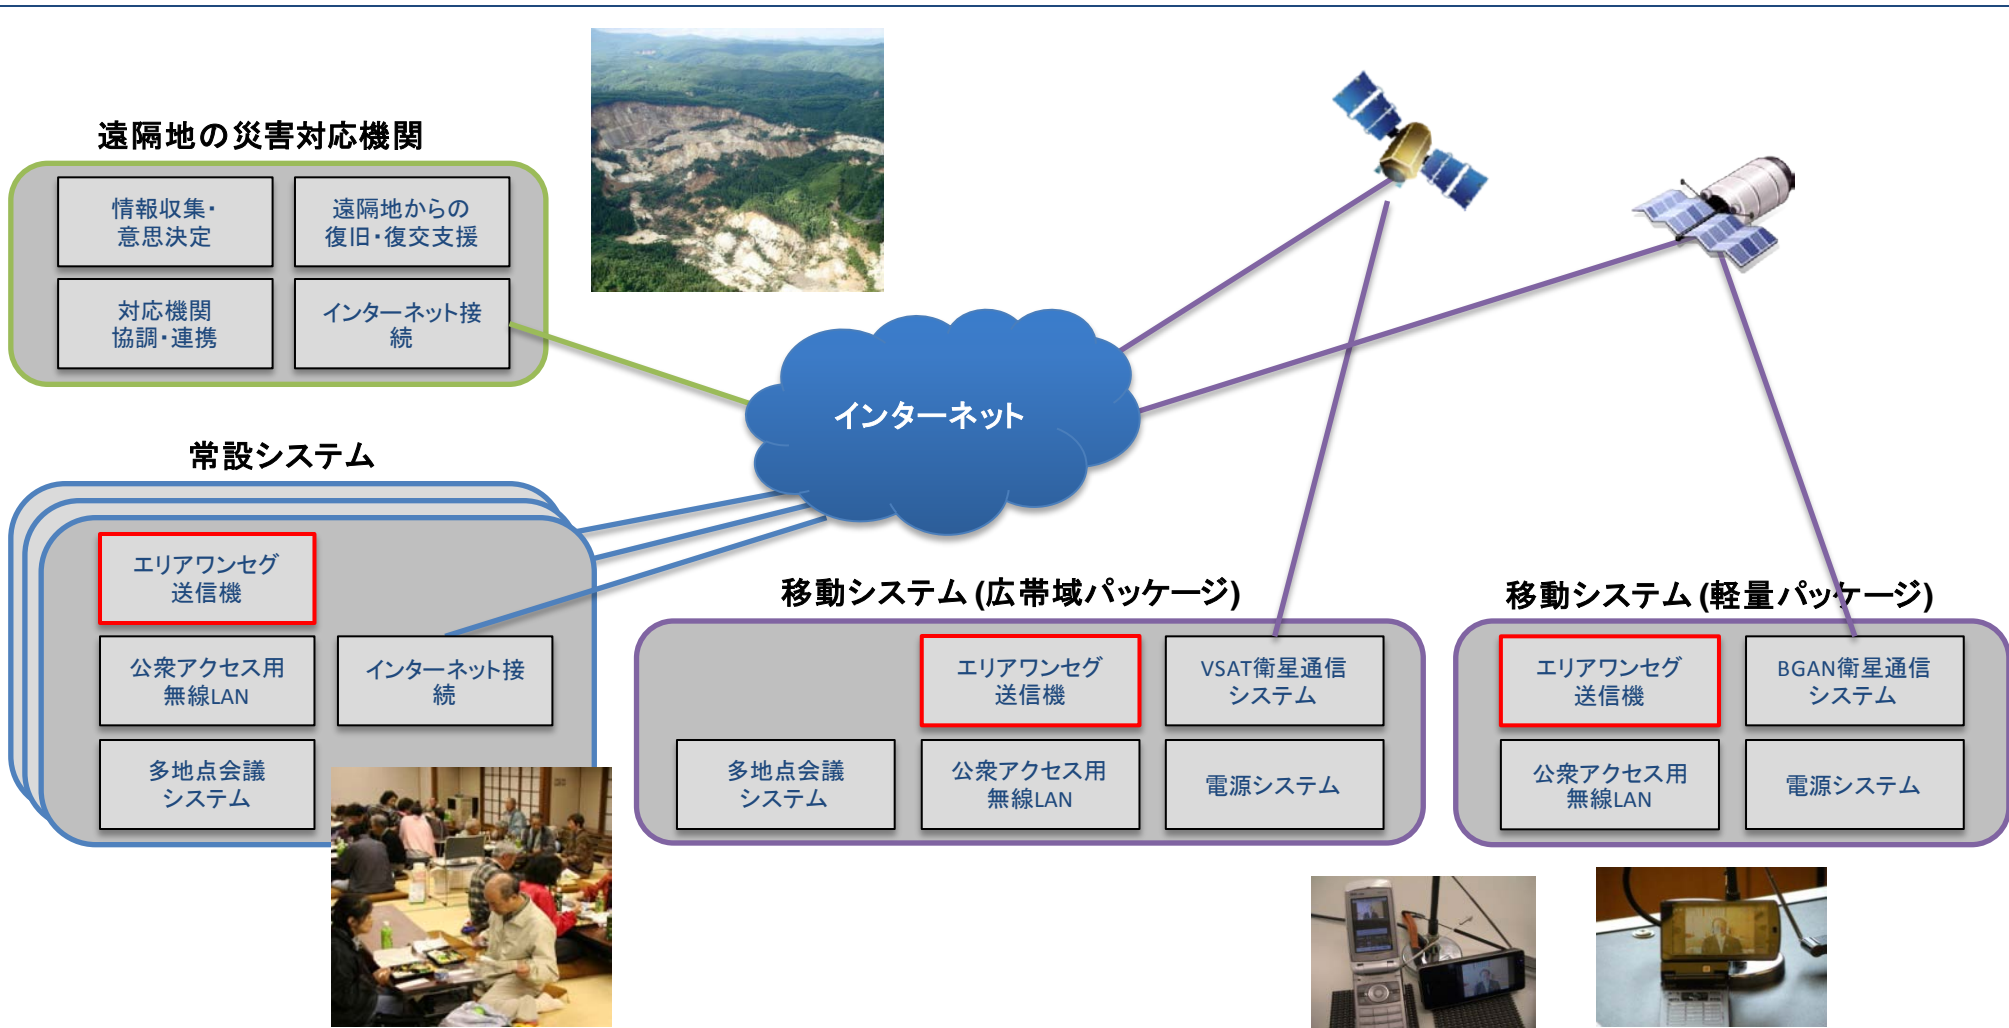 遠隔地の災害対応機関
情報収集・
意思決定
遠隔地からの
復旧・復交支援
対応機関
協調・連携
インターネット接
続
インターネット
常設システム
エリアワンセグ
送信機
公衆アクセス用
無線LAN
インターネット接
続
多地点会議
システム
移動システム(広帯域パッケージ)
エリアワンセグ
送信機
VSAT衛星通信
システム
多地点会議
システム
公衆アクセス用
無線LAN
電源システム
移動システム(軽量パッケージ)
エリアワンセグ
送信機
BGAN衛星通信
システム
公衆アクセス用
無線LAN
電源システム